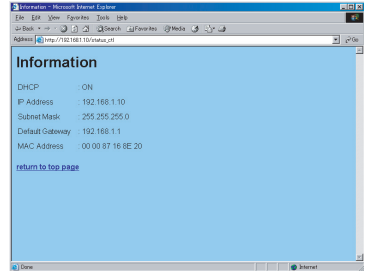 Information - Microsoft Internet Explorer
File Edit View Favorites Tools Help
Back Search Favorites Media
Address http://192.168.1.10/status_ctl Go
Information
DHCP : ON
IP Address : 192.168.1.10
Subnet Mask : 255.255.255.0
Default Gateway : 192.168.1.1
MAC Address : 00 00 87 16 8E 20
return to top page
Done Internet